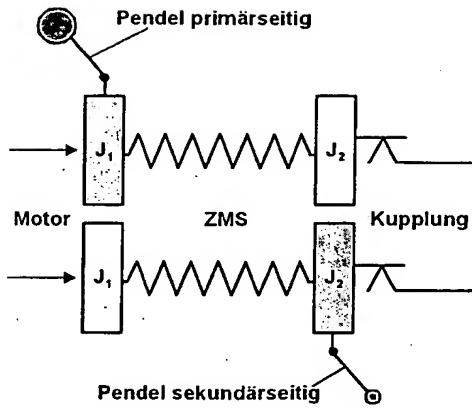 Pendel primärseitig
J₁ J₂
Motor ZMS Kupplung
J₁ J₂
Pendel sekundärseitig